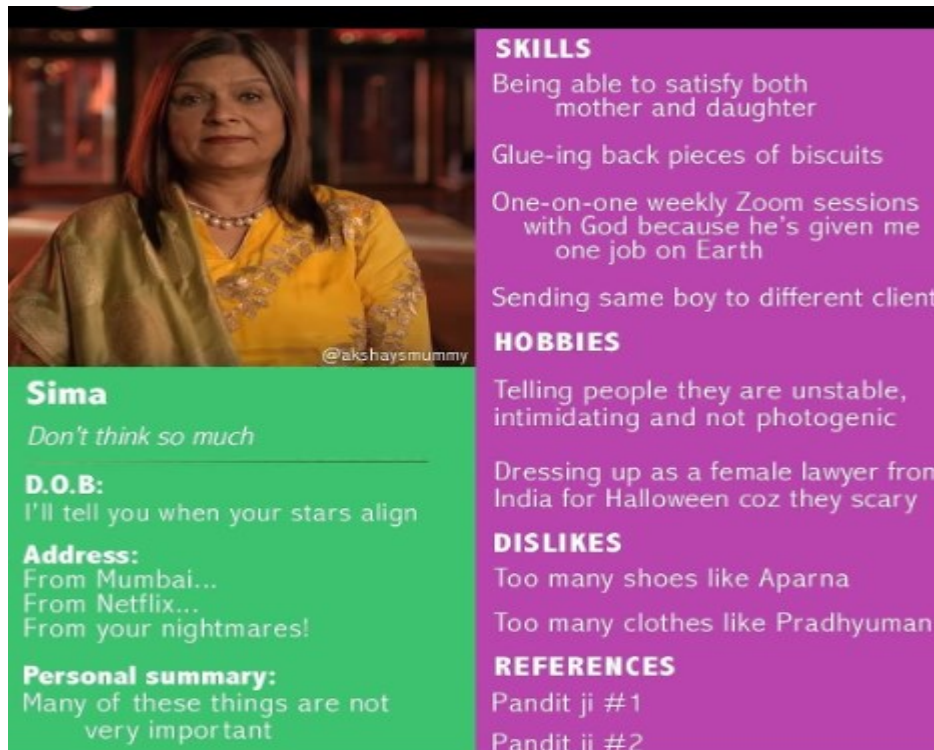 @akshaysmummy
Sima
Don't think so much
D.O.B:
I'll tell you when your stars align
Address:
From Mumbai...
From Netflix...
From your nightmares!
Personal summary:
Many of these things are not
very important
SKILLS
Being able to satisfy both
mother and daughter
Glue-ing back pieces of biscuits
One-on-one weekly Zoom sessions
with God because he's given me
one job on Earth
Sending same boy to different client
HOBBIES
Telling people they are unstable,
intimidating and not photogenic
Dressing up as a female lawyer from
India for Halloween coz they scary
DISLIKES
Too many shoes like Aparna
Too many clothes like Pradhyuman
REFERENCES
Pandit ji #1
Pandit ji #2